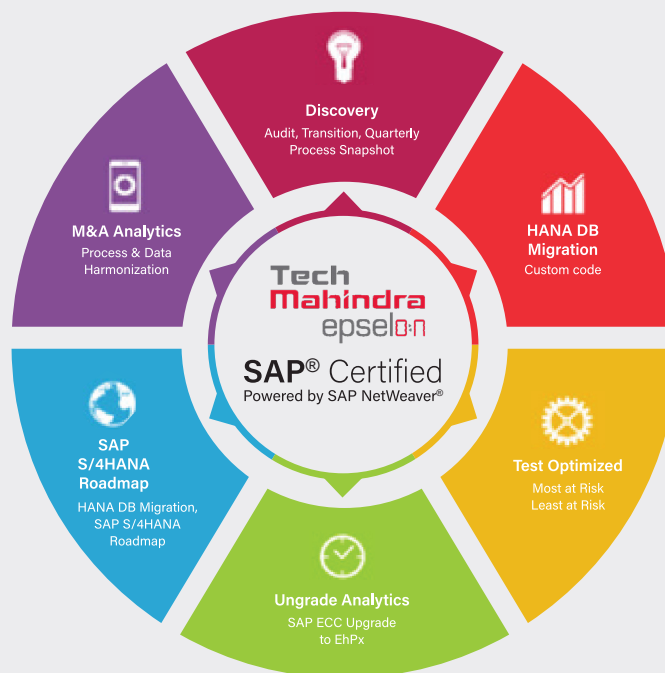 Discovery
Audit, Transition, Quarterly
Process Snapshot
HANA DB
Migration
Custom code
Test Optimized
Most at Risk
Least at Risk
Ungrade Analytics
SAP ECC Upgrade
to EhPx
SAP
S/4HANA
Roadmap
HANA DB Migration,
SAP S/4HANA
Roadmap
M&A Analytics
Process & Data
Harmonization
Tech
Mahindra
epselon
SAP® Certified
Powered by SAP NetWeaver®